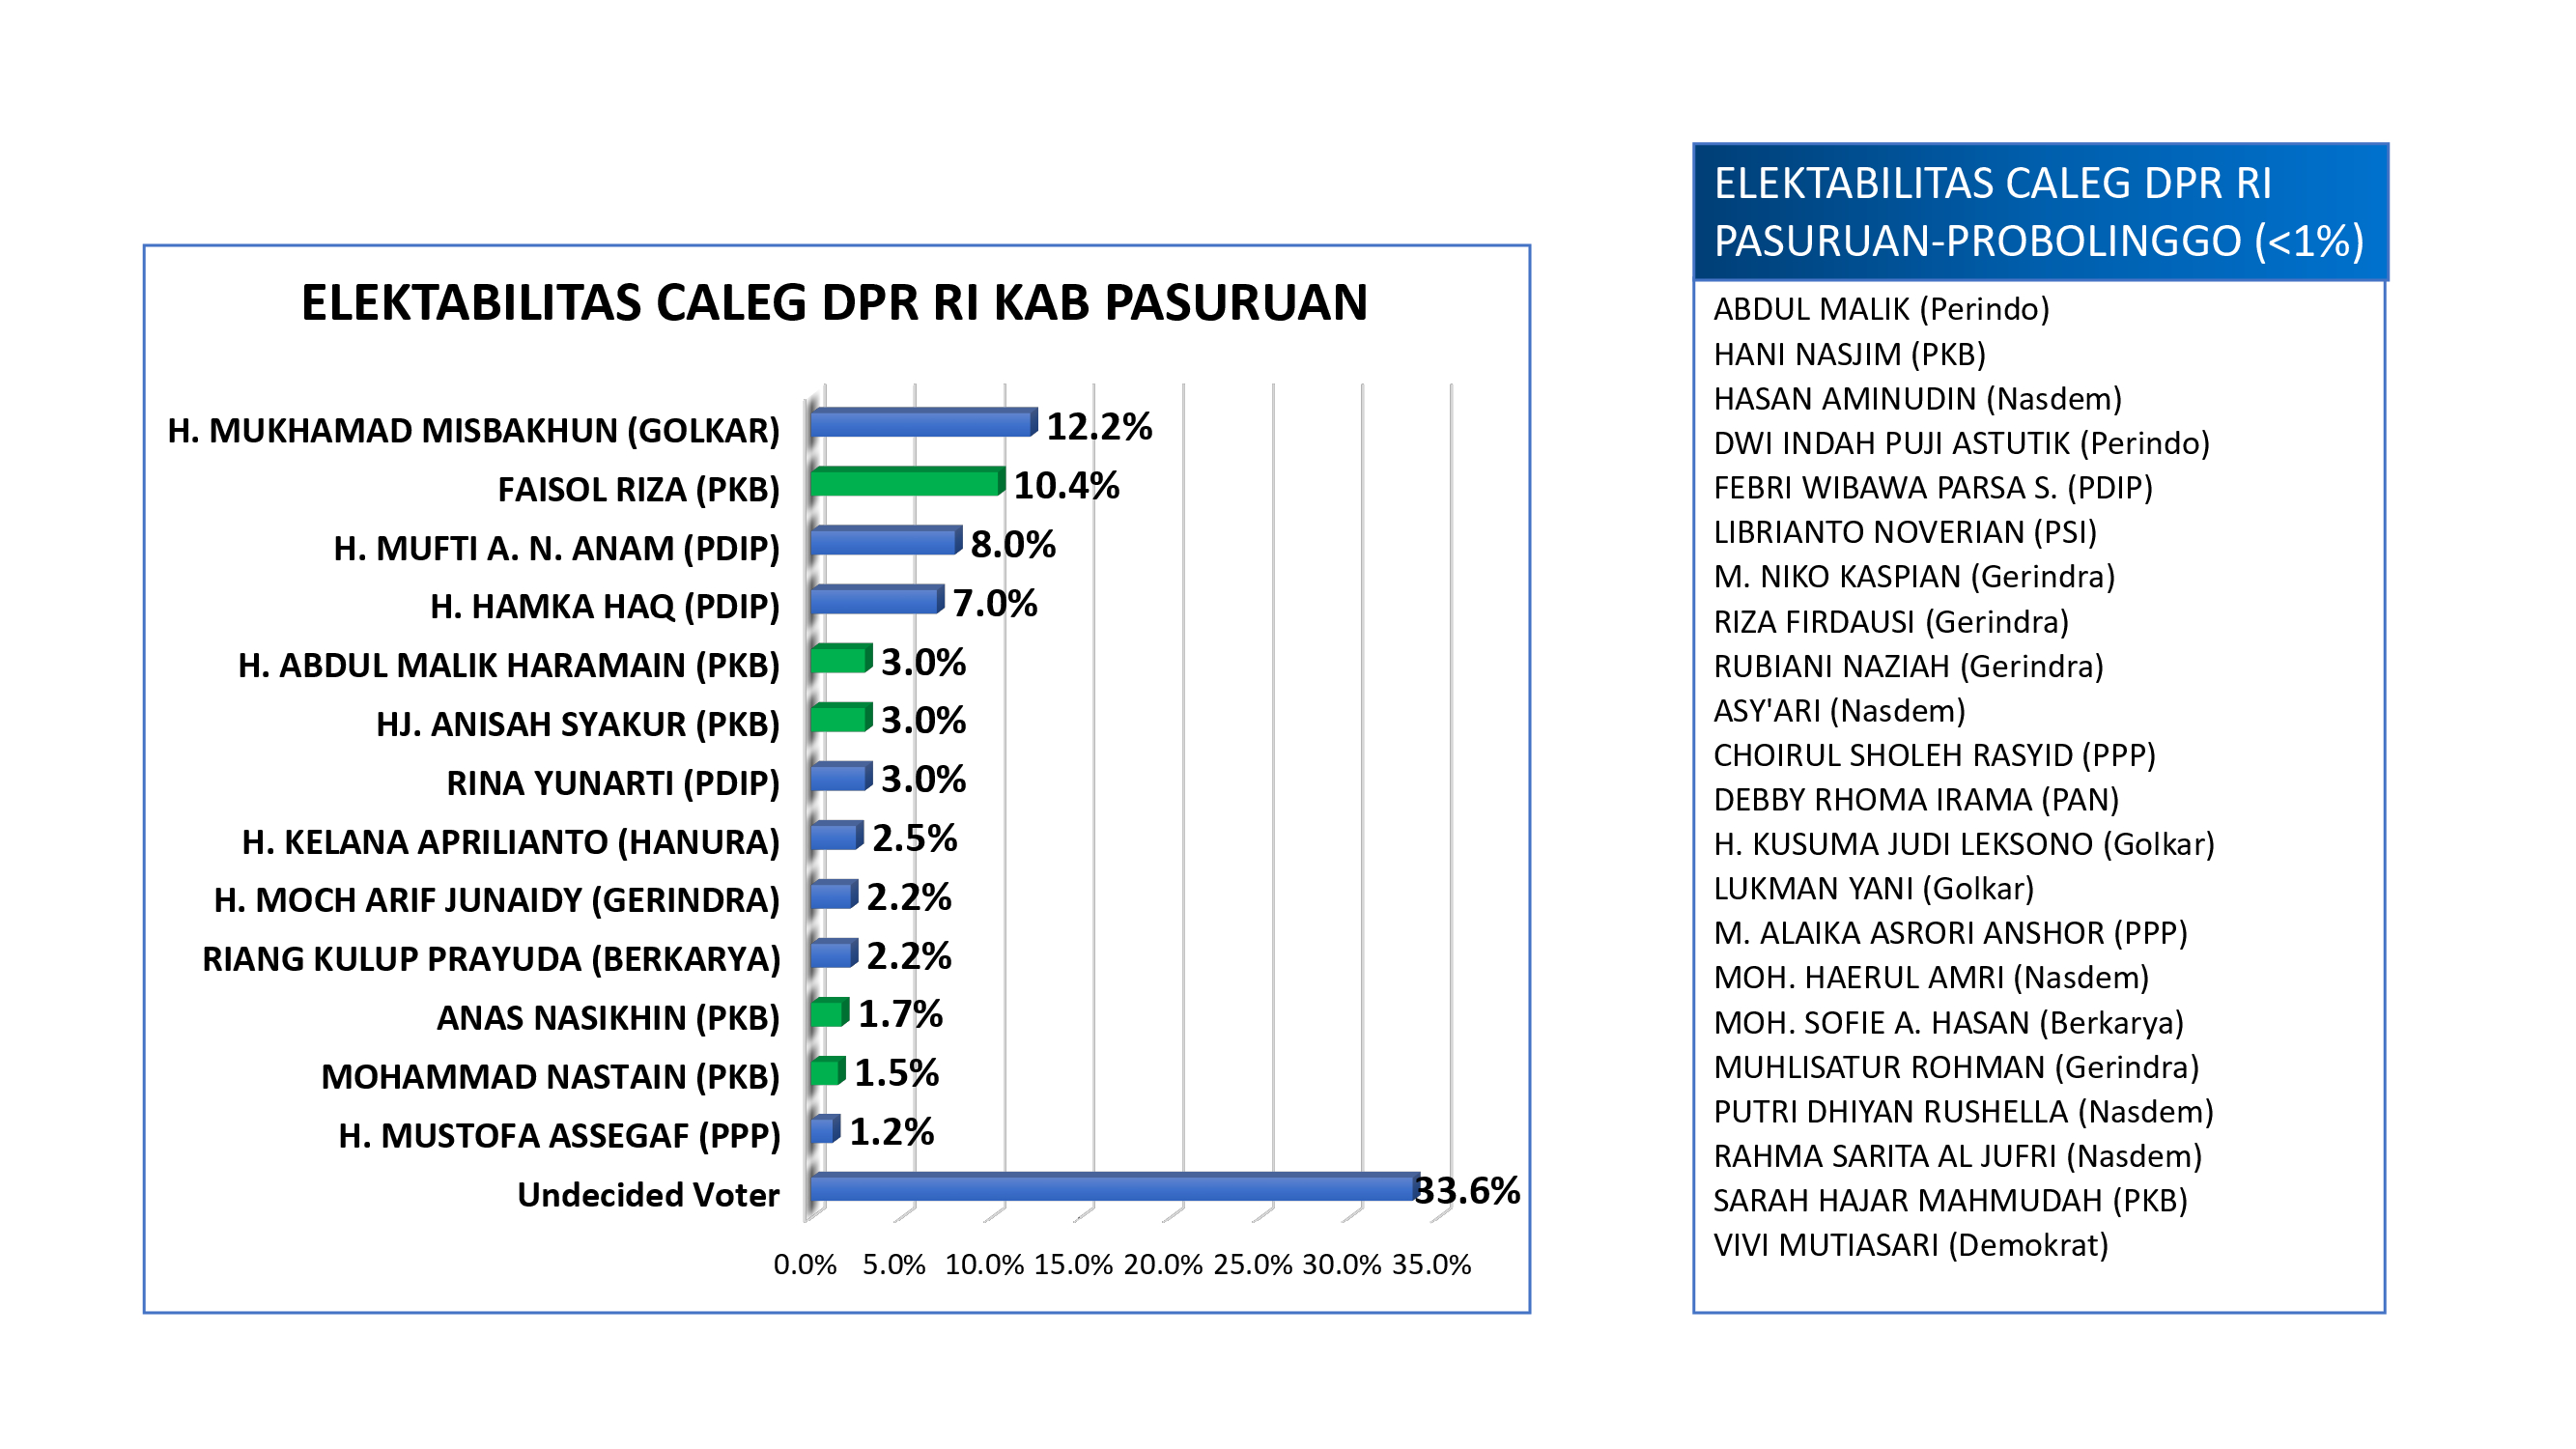 ELEKTABILITAS CALEG DPR RI KAB PASURUAN
H. MUKHAMAD MISBAKHUN (GOLKAR) 12.2%
FAISOL RIZA (PKB) 10.4%
H. MUFTI A. N. ANAM (PDIP) 8.0%
H. HAMKA HAQ (PDIP) 7.0%
H. ABDUL MALIK HARAMAIN (PKB) 3.0%
HJ. ANISAH SYAKUR (PKB) 3.0%
RINA YUNARTI (PDIP) 3.0%
H. KELANA APRILIANTO (HANURA) 2.5%
H. MOCH ARIF JUNAIDY (GERINDRA) 2.2%
RIANG KULUP PRAYUDA (BERKARYA) 2.2%
ANAS NASIKHIN (PKB) 1.7%
MOHAMMAD NASTAIN (PKB) 1.5%
H. MUSTOFA ASSEGAF (PPP) 1.2%
Undecided Voter 33.6%
0.0% 5.0% 10.0% 15.0% 20.0% 25.0% 30.0% 35.0%
ELEKTABILITAS CALEG DPR RI
PASURUAN-PROBOLINGGO (<1%)
ABDUL MALIK (Perindo)
HANI NASJIM (PKB)
HASAN AMINUDIN (Nasdem)
DWI INDAH PUJI ASTUTIK (Perindo)
FEBRI WIBAWA PARSA S. (PDIP)
LIBRIANTO NOVERIAN (PSI)
M. NIKO KASPIAN (Gerindra)
RIZA FIRDAUSI (Gerindra)
RUBIANI NAZIAH (Gerindra)
ASY'ARI (Nasdem)
CHOIRUL SHOLEH RASYID (PPP)
DEBBY RHOMA IRAMA (PAN)
H. KUSUMA JUDI LEKSONO (Golkar)
LUKMAN YANI (Golkar)
M. ALAIKA ASRORI ANSHOR (PPP)
MOH. HAERUL AMRI (Nasdem)
MOH. SOFIE A. HASAN (Berkarya)
MUHLISATUR ROHMAN (Gerindra)
PUTRI DHIYAN RUSHELLA (Nasdem)
RAHMA SARITA AL JUFRI (Nasdem)
SARAH HAJAR MAHMUDAH (PKB)
VIVI MUTIASARI (Demokrat)